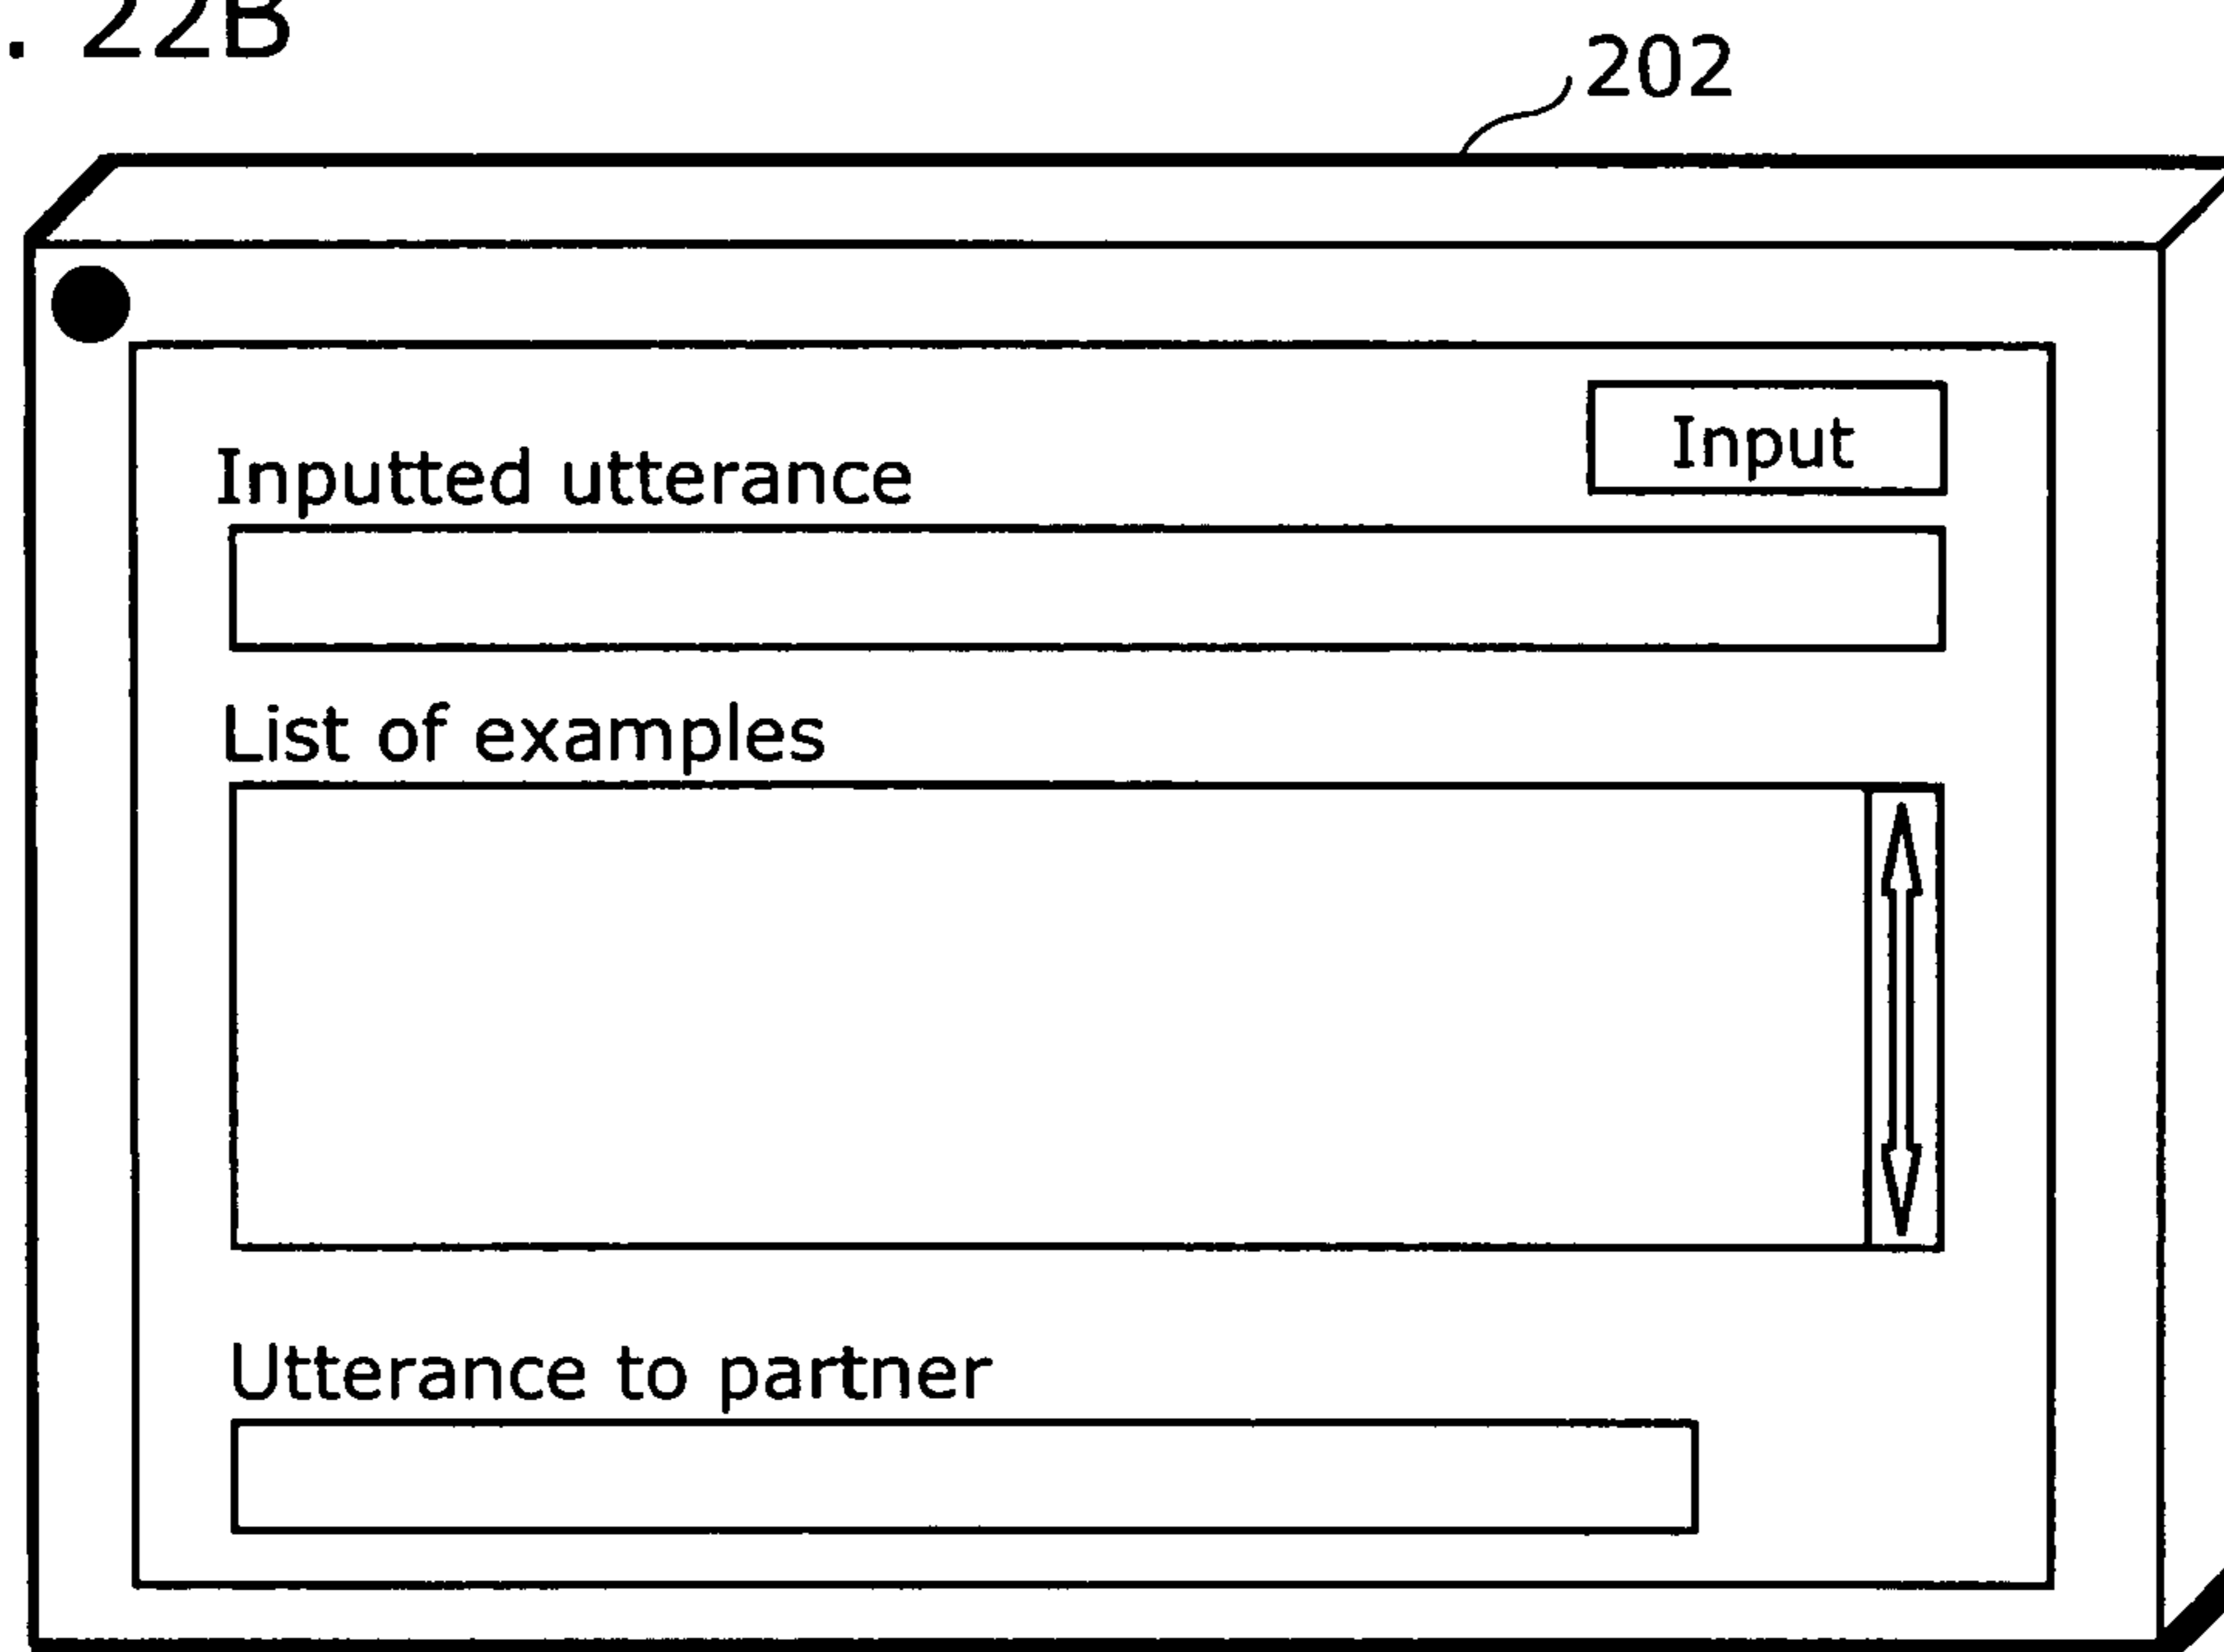 . 22B
202
Input
Inputted utterance
List of examples
Utterance to partner